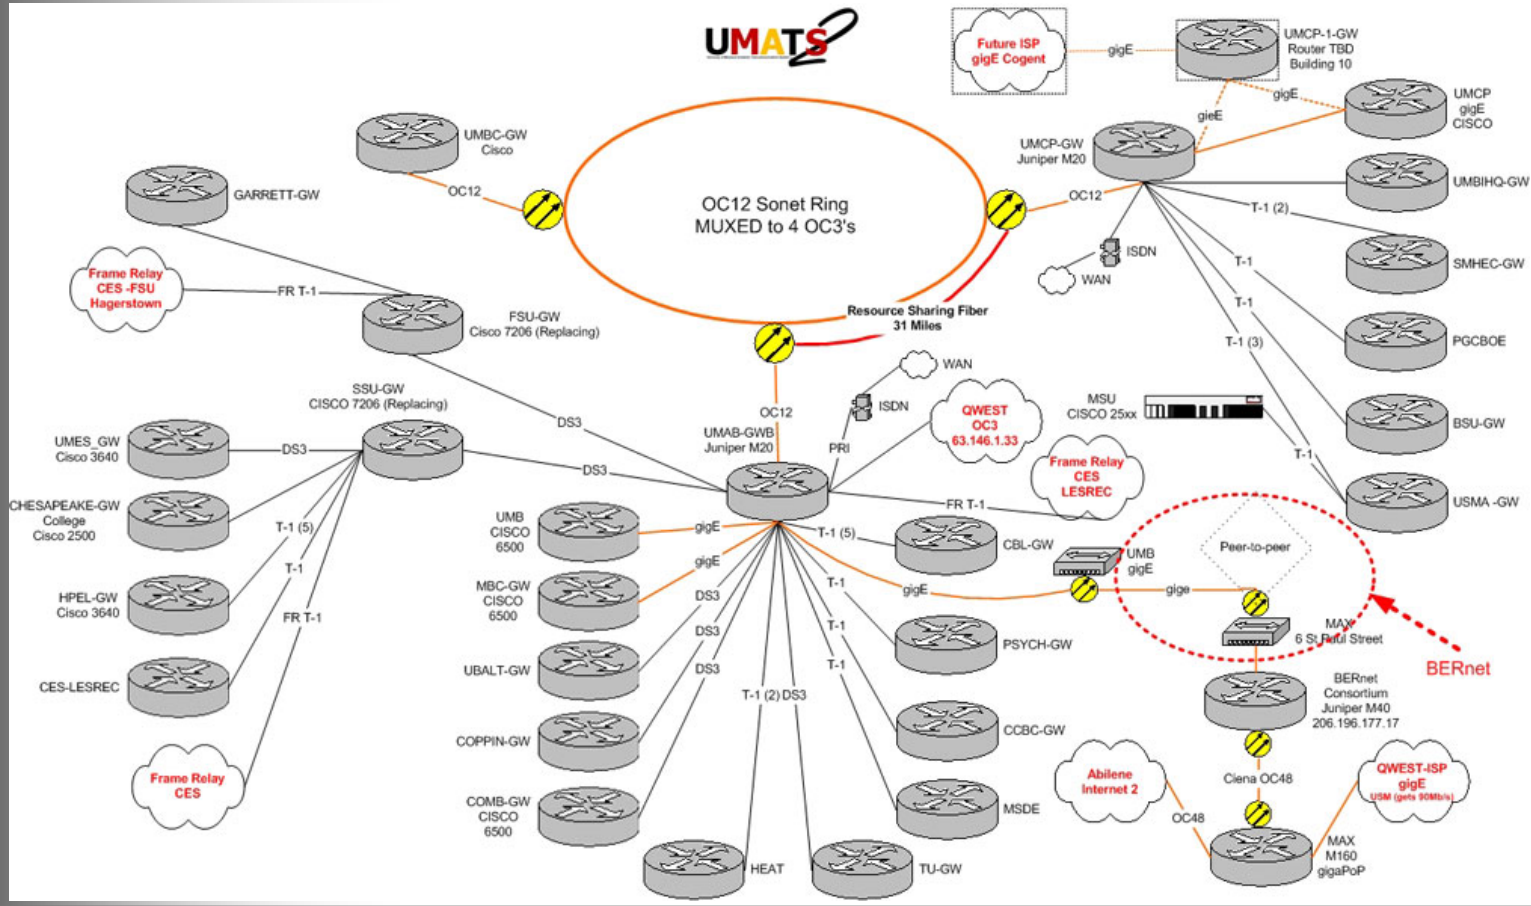 UMATS2
Future ISP
gigE Cogent
gigE
UMCP-1-GW
Router TBD
Building 10
gigE
gieE
UMCP
gigE
CISCO
UMBC-GW
Cisco
OC12
GARRETT-GW
OC12 Sonet Ring
MUXED to 4 OC3's
OC12
UMCP-GW
Juniper M20
UMBIHQ-GW
T-1 (2)
SMHEC-GW
ISDN
WAN
T-1
T-1
T-1 (3)
PGCBOE
Frame Relay
CES -FSU
Hagerstown
FR T-1
FSU-GW
Cisco 7206 (Replacing)
Resource Sharing Fiber
31 Miles
WAN
ISDN
PRI
OC12
UMAB-GWB
Juniper M20
QWEST
OC3
63.146.1.33
MSU
CISCO 25xx
T-1
BSU-GW
USMA -GW
SSU-GW
CISCO 7206 (Replacing)
DS3
DS3
UMES_GW
Cisco 3640
DS3
CHESAPEAKE-GW
College
Cisco 2500
T-1 (5)
T-1
FR T-1
HPEL-GW
Cisco 3640
CES-LESREC
Frame Relay
CES
Frame Relay
CES
LESREC
FR T-1
UMB
CISCO
6500
gigE
MBC-GW
CISCO
6500
gigE
UBALT-GW
DS3
COPPIN-GW
DS3
COMB-GW
CISCO
6500
DS3
T-1 (2)
DS3
HEAT
TU-GW
T-1 (5)
CBL-GW
T-1
PSYCH-GW
T-1
CCBC-GW
T-1
MSDE
gigE
UMB
gigE
gige
Peer-to-peer
MAX
6 St Paul Street
BERnet
BERnet
Consortium
Juniper M40
206.196.177.17
Ciena OC48
Abilene
Internet 2
OC48
QWEST-ISP
gigE
USM (gets 90Mb/s)
MAX
M160
gigaPoP